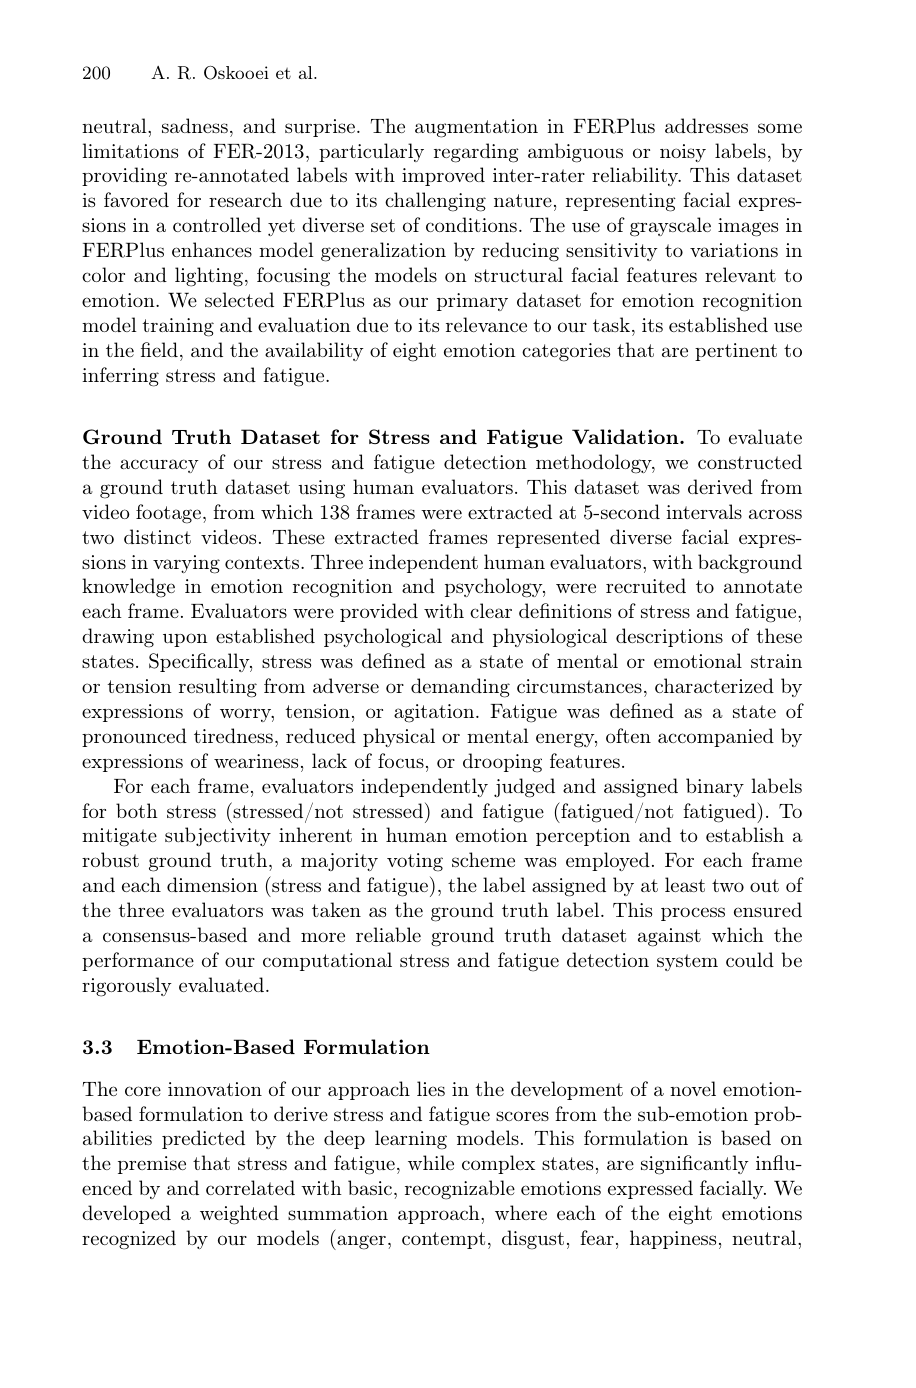 200 A. R. Oskooei et al.
neutral, sadness, and surprise. The augmentation in FERPlus addresses some
limitations of FER-2013, particularly regarding ambiguous or noisy labels, by
providing re-annotated labels with improved inter-rater reliability. This dataset
is favored for research due to its challenging nature, representing facial expres-
sions in a controlled yet diverse set of conditions. The use of grayscale images in
FERPlus enhances model generalization by reducing sensitivity to variations in
color and lighting, focusing the models on structural facial features relevant to
emotion. We selected FERPlus as our primary dataset for emotion recognition
model training and evaluation due to its relevance to our task, its established use
in the field, and the availability of eight emotion categories that are pertinent to
inferring stress and fatigue.
Ground Truth Dataset for Stress and Fatigue Validation. To evaluate
the accuracy of our stress and fatigue detection methodology, we constructed
a ground truth dataset using human evaluators. This dataset was derived from
video footage, from which 138 frames were extracted at 5-second intervals across
two distinct videos. These extracted frames represented diverse facial expres-
sions in varying contexts. Three independent human evaluators, with background
knowledge in emotion recognition and psychology, were recruited to annotate
each frame. Evaluators were provided with clear definitions of stress and fatigue,
drawing upon established psychological and physiological descriptions of these
states. Specifically, stress was defined as a state of mental or emotional strain
or tension resulting from adverse or demanding circumstances, characterized by
expressions of worry, tension, or agitation. Fatigue was defined as a state of
pronounced tiredness, reduced physical or mental energy, often accompanied by
expressions of weariness, lack of focus, or drooping features.
For each frame, evaluators independently judged and assigned binary labels
for both stress (stressed/not stressed) and fatigue (fatigued/not fatigued). To
mitigate subjectivity inherent in human emotion perception and to establish a
robust ground truth, a majority voting scheme was employed. For each frame
and each dimension (stress and fatigue), the label assigned by at least two out of
the three evaluators was taken as the ground truth label. This process ensured
a consensus-based and more reliable ground truth dataset against which the
performance of our computational stress and fatigue detection system could be
rigorously evaluated.
3.3 Emotion-Based Formulation
The core innovation of our approach lies in the development of a novel emotion-
based formulation to derive stress and fatigue scores from the sub-emotion prob-
abilities predicted by the deep learning models. This formulation is based on
the premise that stress and fatigue, while complex states, are significantly influ-
enced by and correlated with basic, recognizable emotions expressed facially. We
developed a weighted summation approach, where each of the eight emotions
recognized by our models (anger, contempt, disgust, fear, happiness, neutral,